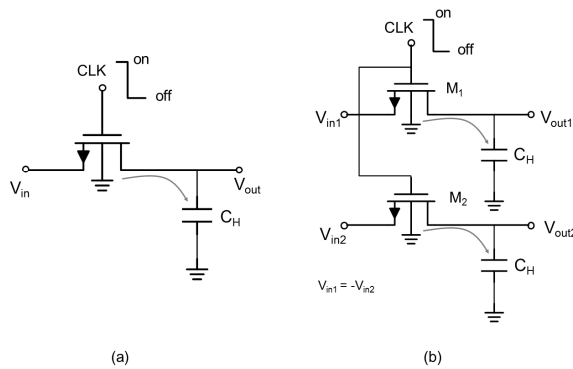 CLK
on
off
V_in
V_out
C_H
(a)
CLK
on
off
M_1
V_in1
V_out1
C_H
M_2
V_in2
V_out2
C_H
V_in1 = -V_in2
(b)